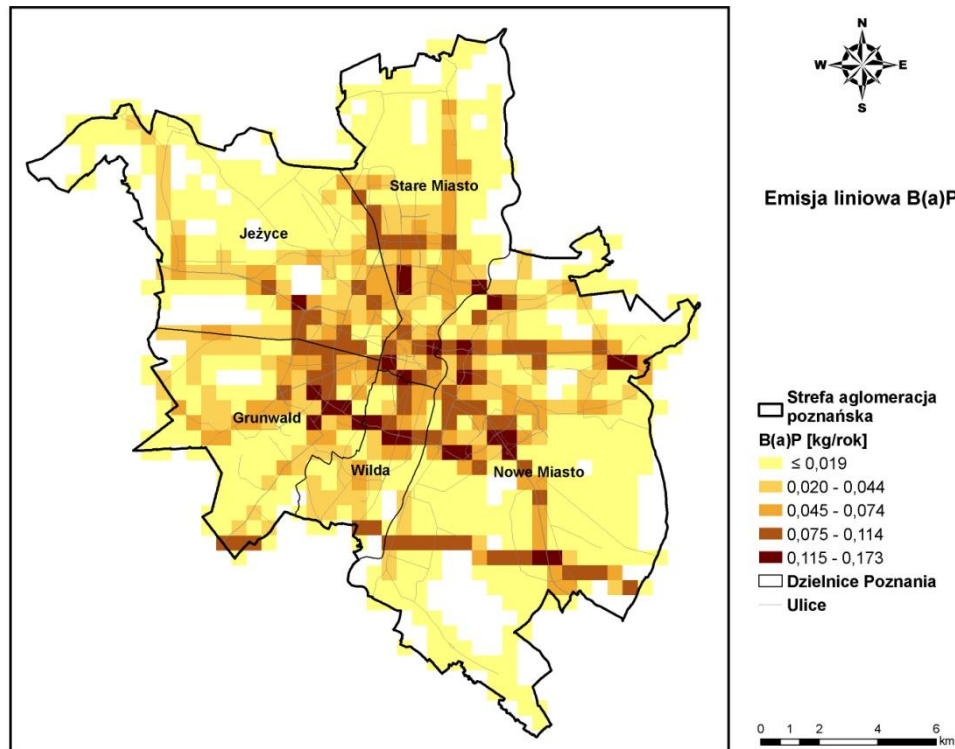 N
W E
S
Emisja liniowa B(a)P
Stare Miasto
Jeżyce
Grunwald
Wilda
Nowe Miasto
Strefa aglomeracja
poznańska
B(a)P [kg/rok]
≤ 0,019
0,020 - 0,044
0,045 - 0,074
0,075 - 0,114
0,115 - 0,173
Dzielnice Poznania
Ulice
0 1 2 4 6
km